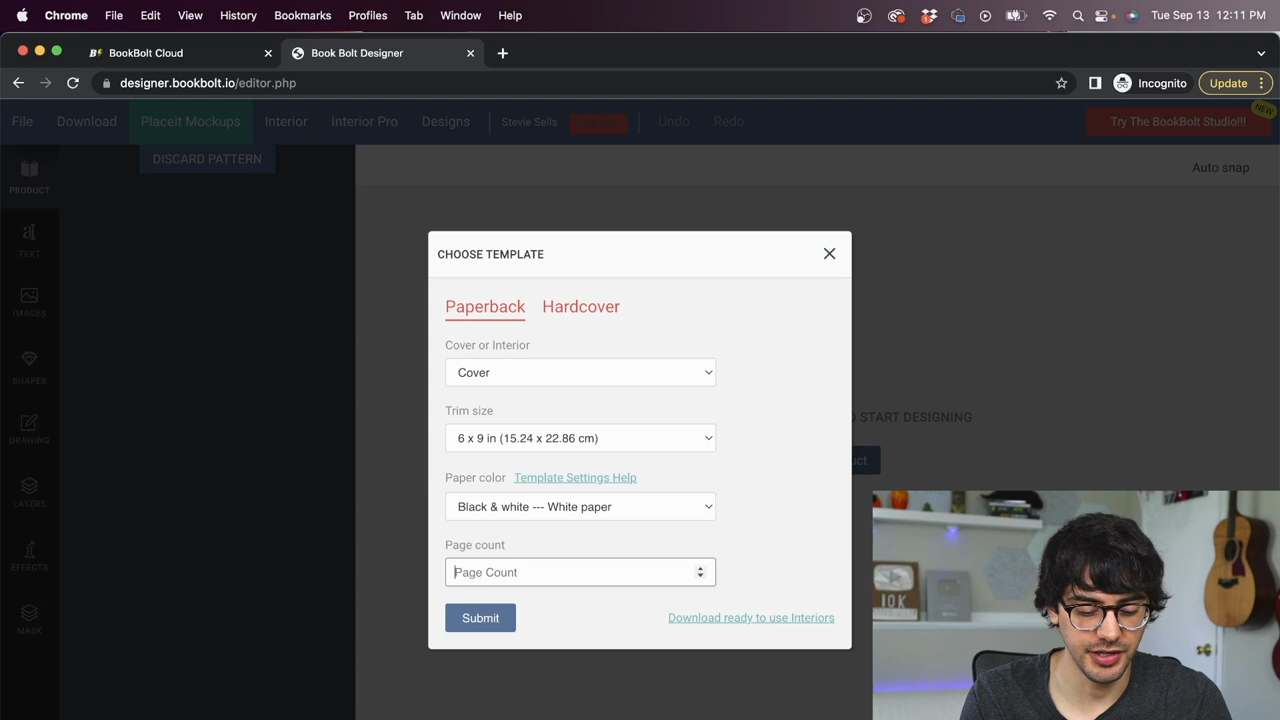 Chrome File Edit View History Bookmarks Profiles Tab Window Help Tue Sep 13 12:11 PM
BookBolt Cloud Book Bolt Designer
designer.bookbolt.io/editor.php Incognito Update
NEW
File Download Placeit Mockups Interior Interior Pro Designs Stevie Sells Undo Redo Try The BookBolt Studio!!!
DISCARD PATTERN
Auto snap
PRODUCT
TEXT
IMAGES
SHAPES
DRAWING
LAYERS
EFFECTS
MASK
CHOOSE TEMPLATE
Paperback Hardcover
Cover or Interior
Cover
Trim size
6 x 9 in (15.24 x 22.86 cm)
Paper color Template Settings Help
Black & white --- White paper
Page count
Page Count
Submit Download ready to use Interiors
START DESIGNING
10K